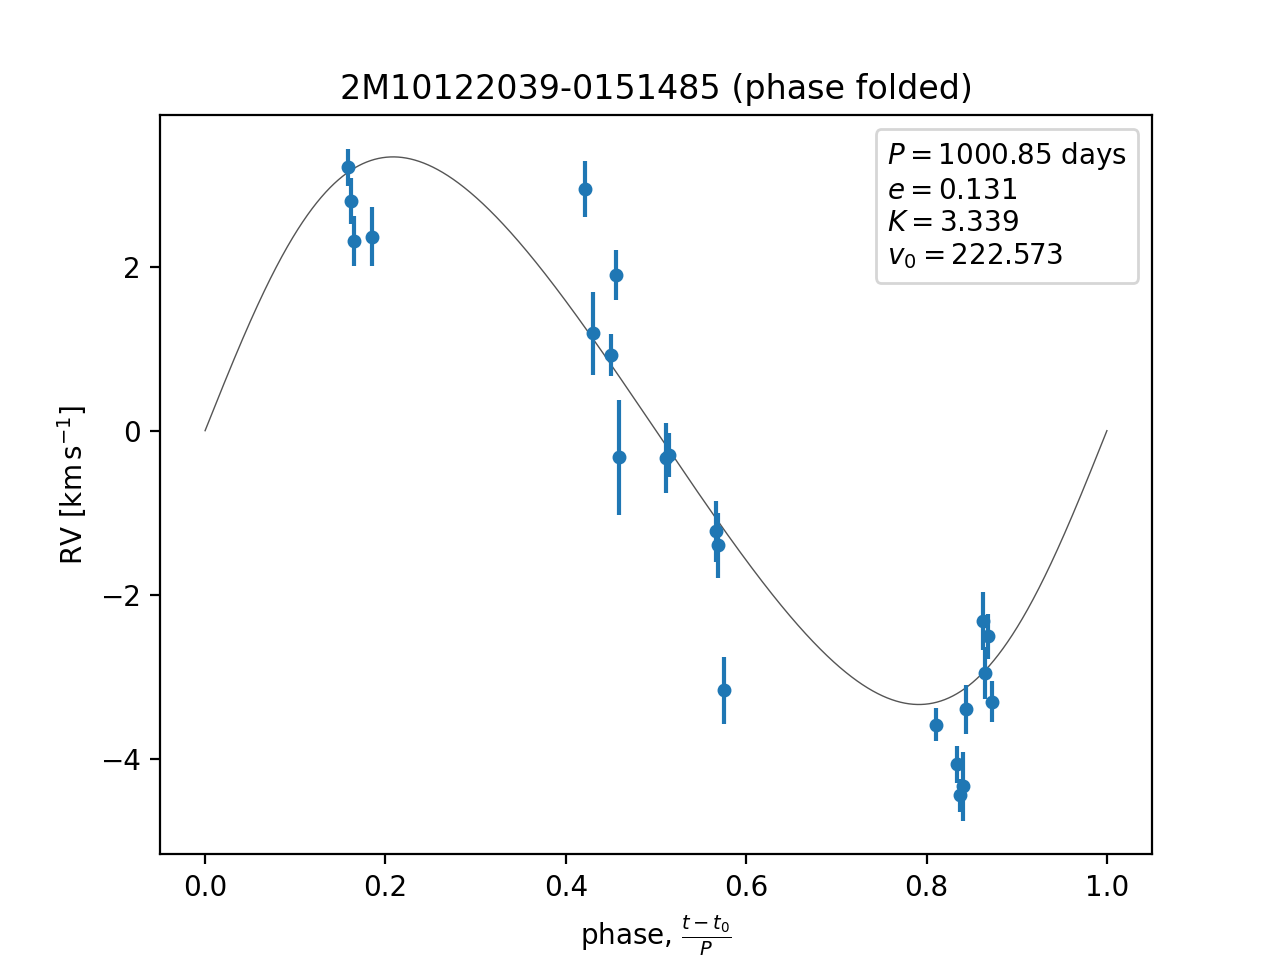 2M10122039-0151485 (phase folded)
P = 1000.85 days
e = 0.131
K = 3.339
v₀ = 222.573
RV [km s⁻¹]
2
0
−2
−4
0.0 0.2 0.4 0.6 0.8 1.0
phase, (t − t₀)/P